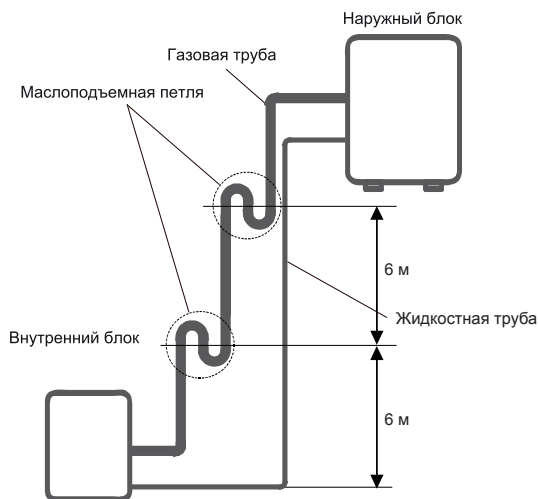 Наружный блок
Газовая труба
Маслоподъемная петля
6 м
Жидкостная труба
Внутренний блок
6 м